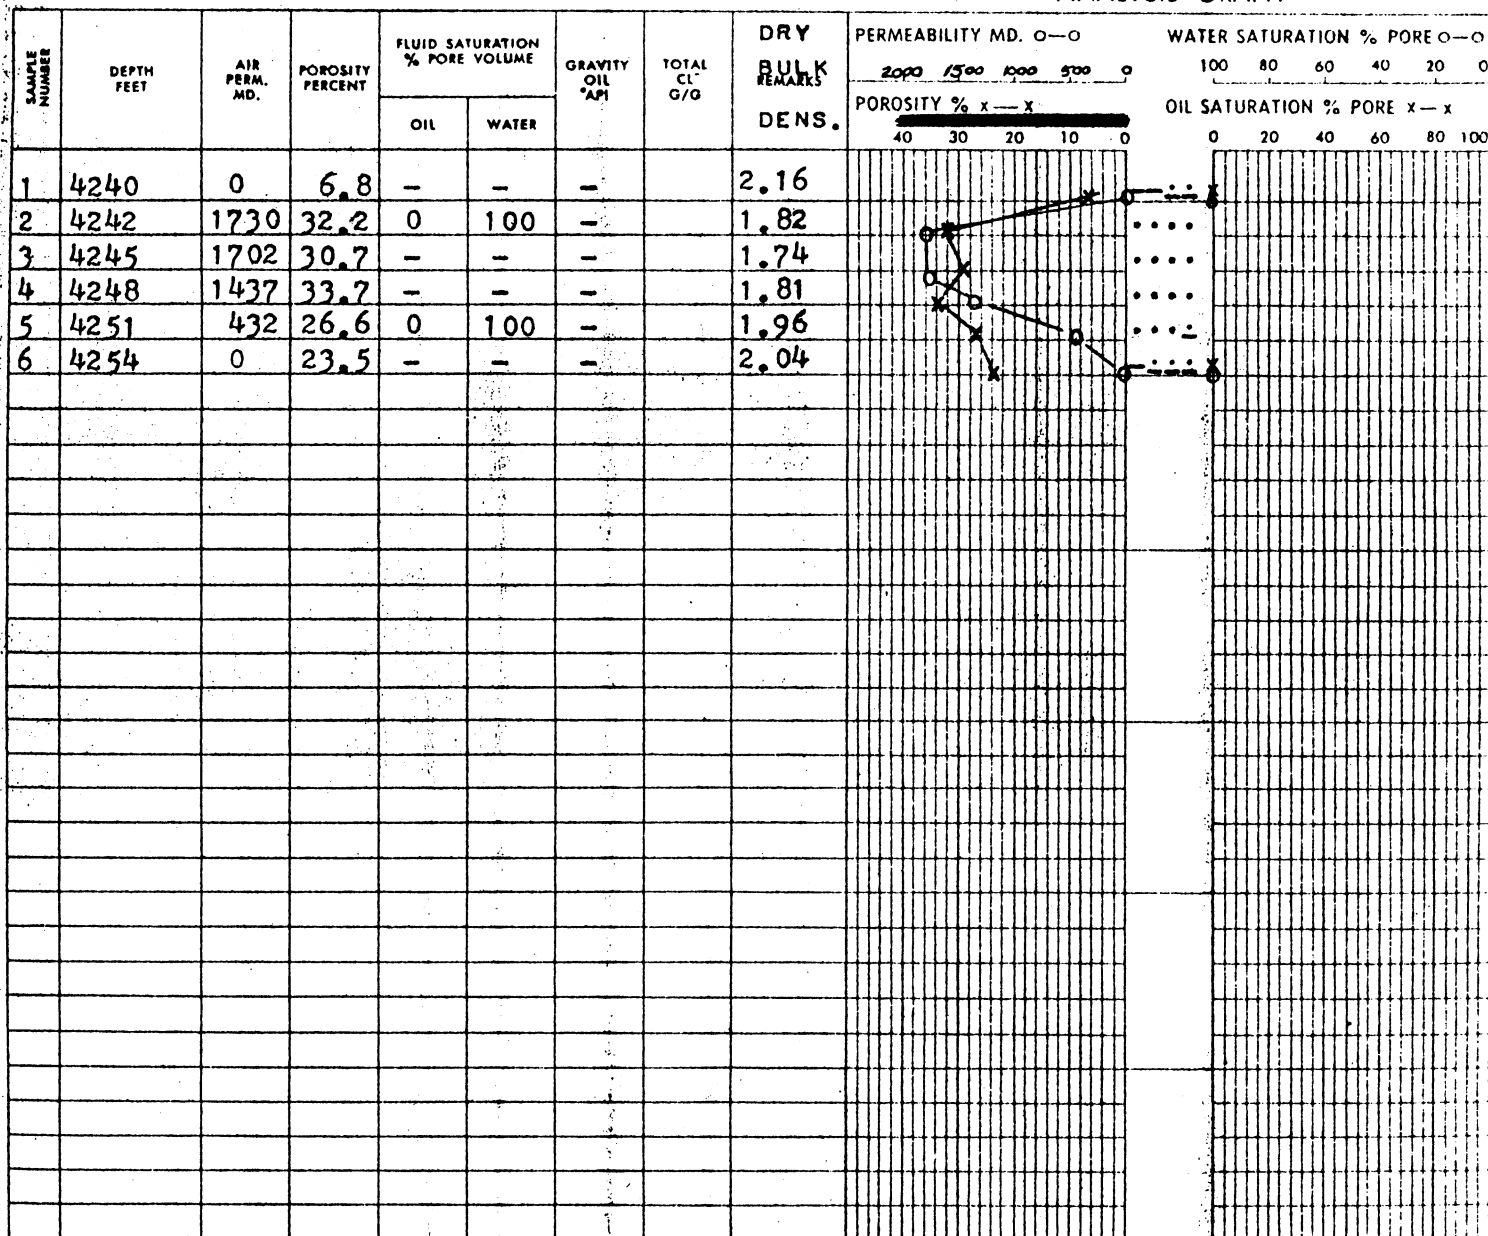 SAMPLE NUMBER DEPTH FEET AIR PERM. MD. POROSITY PERCENT FLUID SATURATION % PORE VOLUME OIL WATER GRAVITY OIL °API TOTAL CL⁻ G/G DRY BULK REMARKS DENS.
PERMEABILITY MD. o—o WATER SATURATION % PORE o—o
2000 1500 1000 500 0 100 80 60 40 20 0
POROSITY % x—x OIL SATURATION % PORE x—x
40 30 20 10 0 0 20 40 60 80 100
1 4240 0 6.8 – – – 2.16
2 4242 1730 32.2 0 100 – 1.82
3 4245 1702 30.7 – – – 1.74
4 4248 1437 33.7 – – – 1.81
5 4251 432 26.6 0 100 – 1.96
6 4254 0 23.5 – – – 2.04